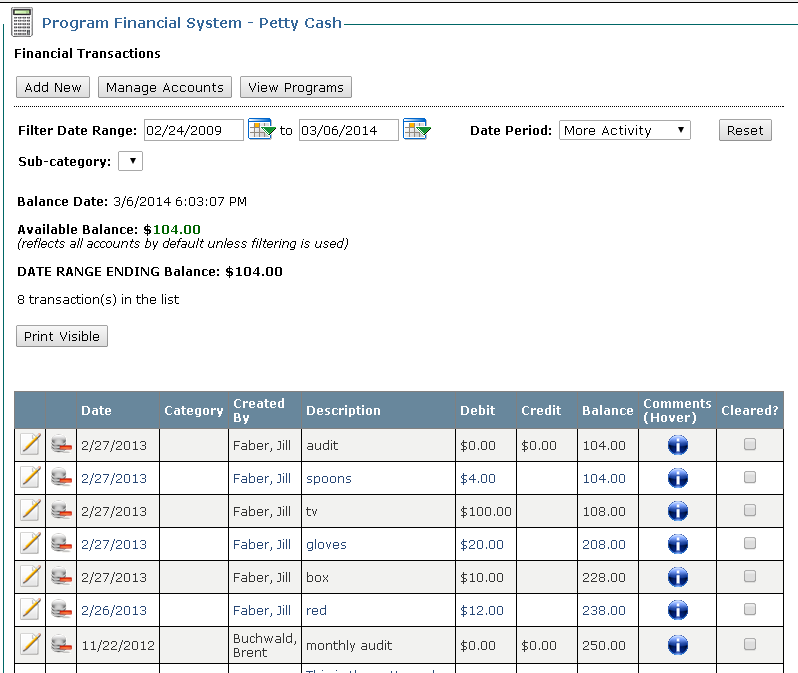 Program Financial System - Petty Cash
Financial Transactions
Add New Manage Accounts View Programs
Filter Date Range: 02/24/2009 to 03/06/2014 Date Period: More Activity Reset
Sub-category:
Balance Date: 3/6/2014 6:03:07 PM
Available Balance: $104.00
(reflects all accounts by default unless filtering is used)
DATE RANGE ENDING Balance: $104.00
8 transaction(s) in the list
Print Visible
Date Category Created By Description Debit Credit Balance Comments (Hover) Cleared?
2/27/2013 Faber, Jill audit $0.00 $0.00 104.00
2/27/2013 Faber, Jill spoons $4.00 104.00
2/27/2013 Faber, Jill tv $100.00 108.00
2/27/2013 Faber, Jill gloves $20.00 208.00
2/27/2013 Faber, Jill box $10.00 228.00
2/26/2013 Faber, Jill red $12.00 238.00
11/22/2012 Buchwald, Brent monthly audit $0.00 $0.00 250.00